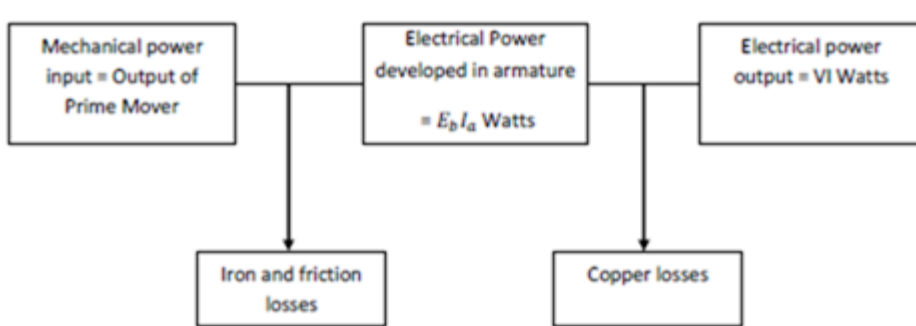 Mechanical power
input = Output of
Prime Mover
Electrical Power
developed in armature
= E_b I_a Watts
Electrical power
output = VI Watts
Iron and friction
losses
Copper losses